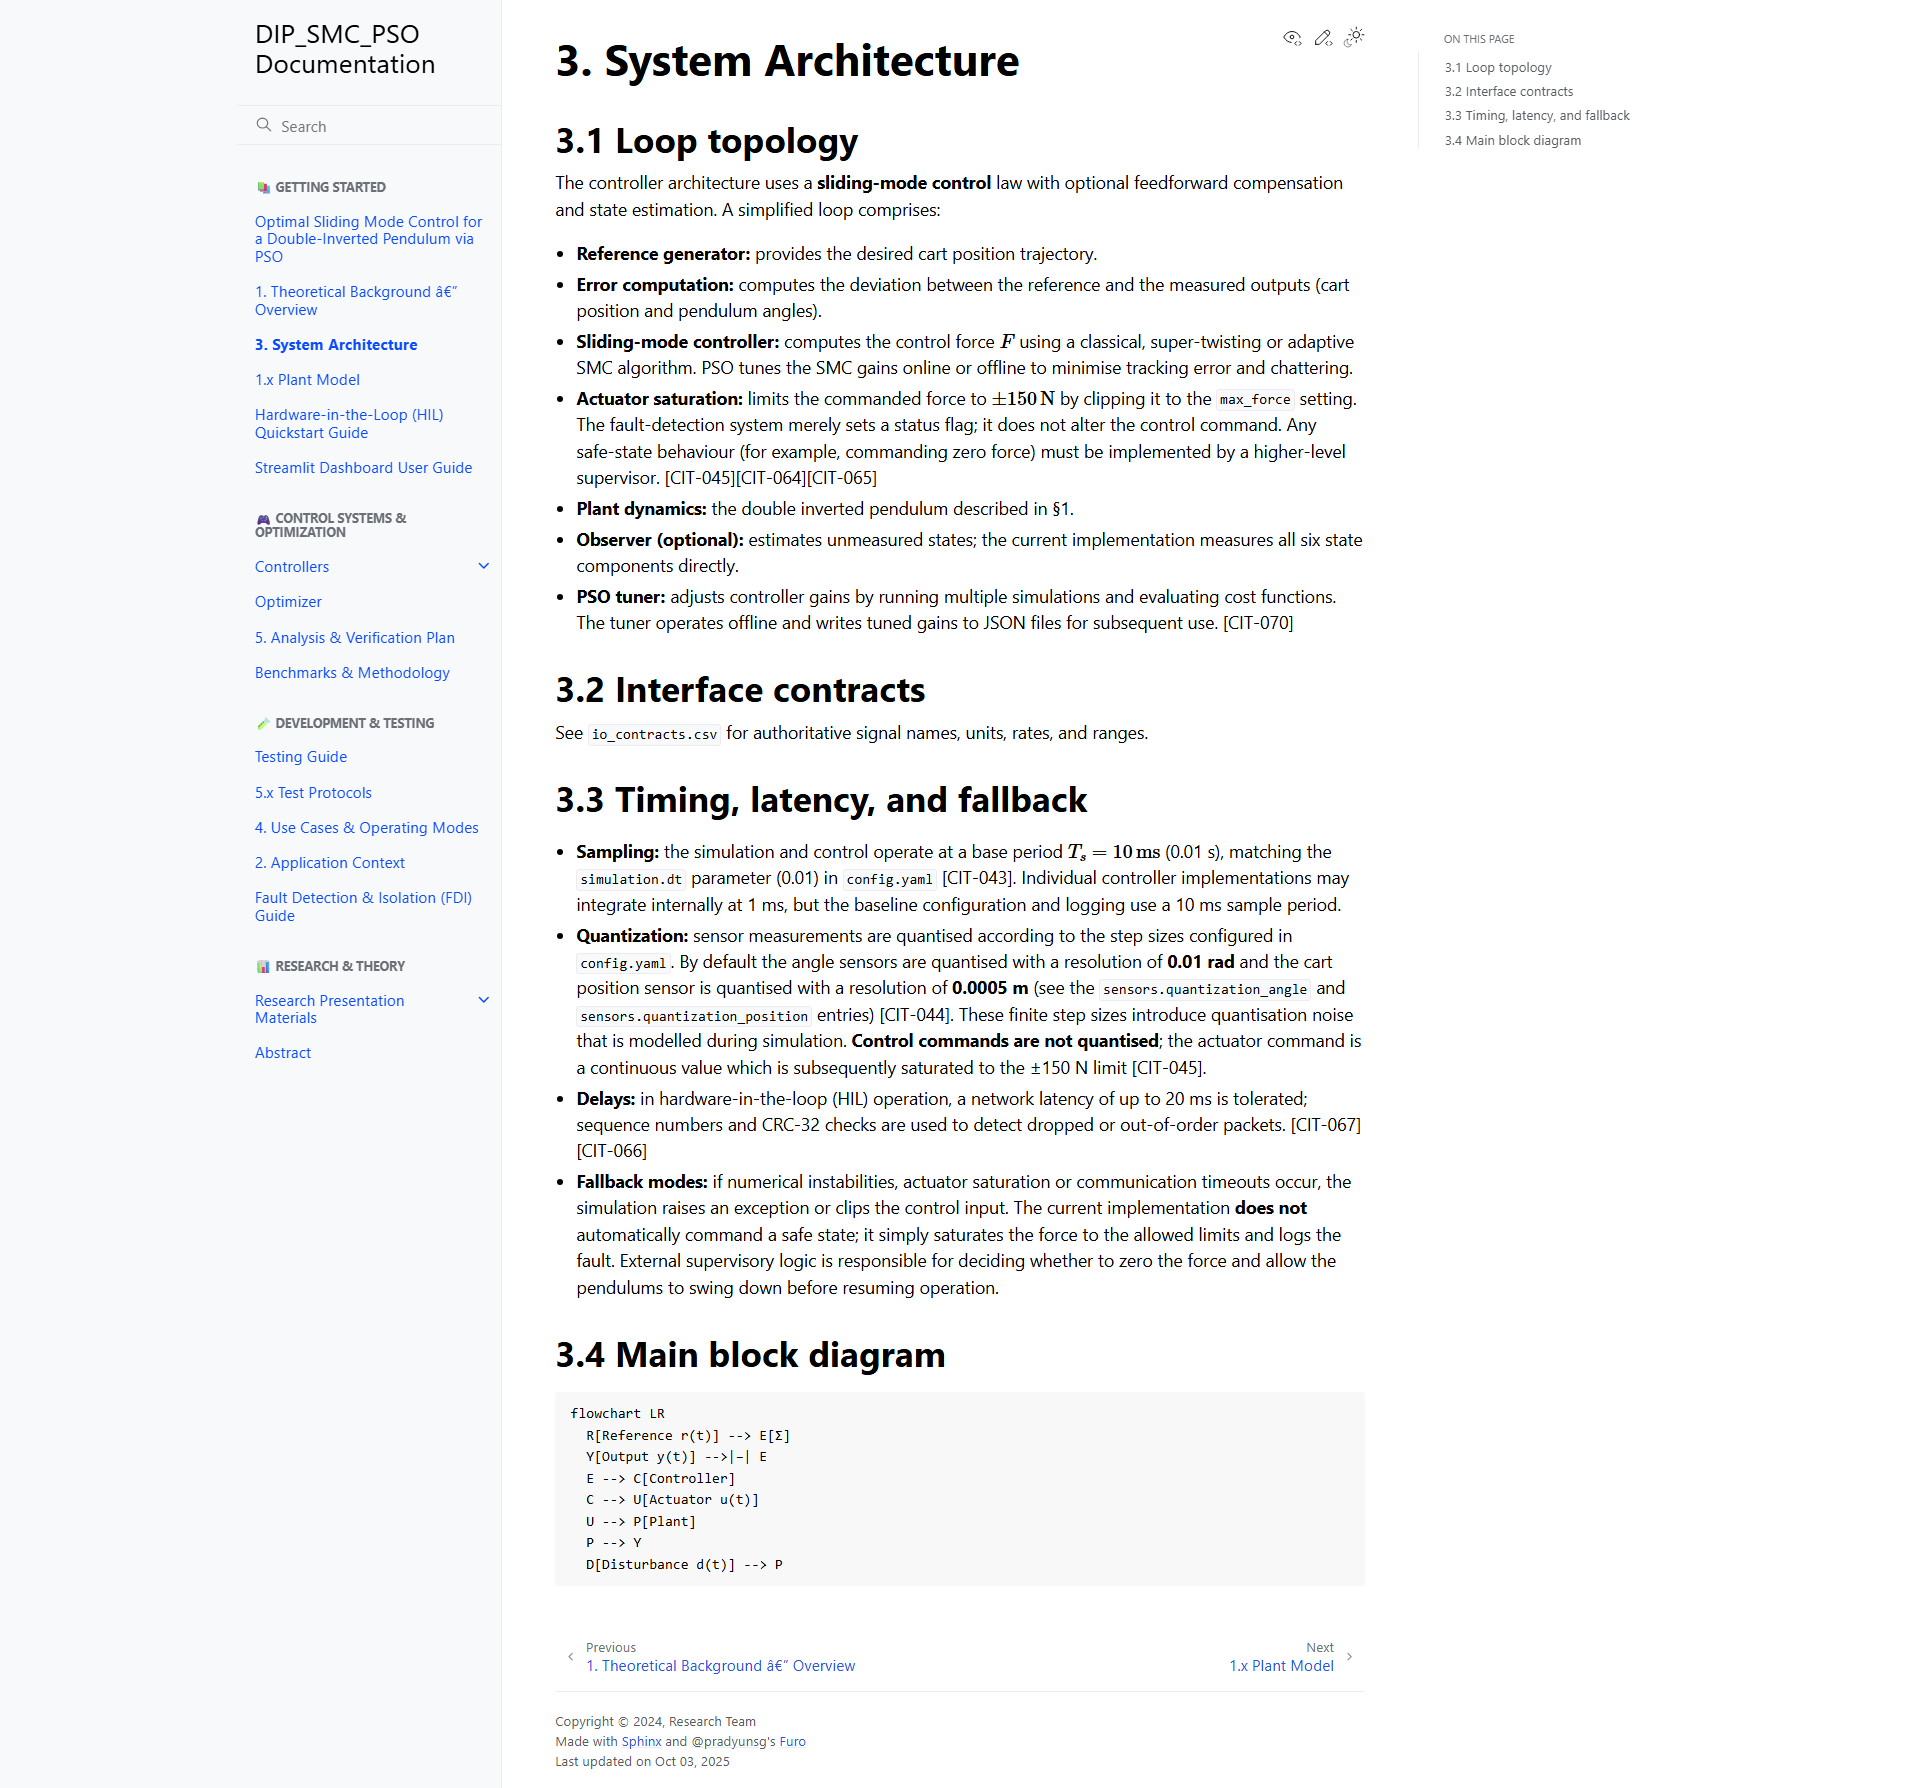 DIP_SMC_PSO
Documentation
Search
GETTING STARTED
Optimal Sliding Mode Control for
a Double-Inverted Pendulum via
PSO
1. Theoretical Background â€”
Overview
3. System Architecture
1.x Plant Model
Hardware-in-the-Loop (HIL)
Quickstart Guide
Streamlit Dashboard User Guide
CONTROL SYSTEMS &
OPTIMIZATION
Controllers
Optimizer
5. Analysis & Verification Plan
Benchmarks & Methodology
DEVELOPMENT & TESTING
Testing Guide
5.x Test Protocols
4. Use Cases & Operating Modes
2. Application Context
Fault Detection & Isolation (FDI)
Guide
RESEARCH & THEORY
Research Presentation
Materials
Abstract
3. System Architecture
3.1 Loop topology
The controller architecture uses a sliding-mode control law with optional feedforward compensation
and state estimation. A simplified loop comprises:
• Reference generator: provides the desired cart position trajectory.
• Error computation: computes the deviation between the reference and the measured outputs (cart
position and pendulum angles).
• Sliding-mode controller: computes the control force F using a classical, super-twisting or adaptive
SMC algorithm. PSO tunes the SMC gains online or offline to minimise tracking error and chattering.
• Actuator saturation: limits the commanded force to ±150 N by clipping it to the max_force setting.
The fault-detection system merely sets a status flag; it does not alter the control command. Any
safe-state behaviour (for example, commanding zero force) must be implemented by a higher-level
supervisor. [CIT-045][CIT-064][CIT-065]
• Plant dynamics: the double inverted pendulum described in §1.
• Observer (optional): estimates unmeasured states; the current implementation measures all six state
components directly.
• PSO tuner: adjusts controller gains by running multiple simulations and evaluating cost functions.
The tuner operates offline and writes tuned gains to JSON files for subsequent use. [CIT-070]
3.2 Interface contracts
See io_contracts.csv for authoritative signal names, units, rates, and ranges.
3.3 Timing, latency, and fallback
• Sampling: the simulation and control operate at a base period Ts = 10 ms (0.01 s), matching the
simulation.dt parameter (0.01) in config.yaml [CIT-043]. Individual controller implementations may
integrate internally at 1 ms, but the baseline configuration and logging use a 10 ms sample period.
• Quantization: sensor measurements are quantised according to the step sizes configured in
config.yaml. By default the angle sensors are quantised with a resolution of 0.01 rad and the cart
position sensor is quantised with a resolution of 0.0005 m (see the sensors.quantization_angle and
sensors.quantization_position entries) [CIT-044]. These finite step sizes introduce quantisation noise
that is modelled during simulation. Control commands are not quantised; the actuator command is
a continuous value which is subsequently saturated to the ±150 N limit [CIT-045].
• Delays: in hardware-in-the-loop (HIL) operation, a network latency of up to 20 ms is tolerated;
sequence numbers and CRC-32 checks are used to detect dropped or out-of-order packets. [CIT-067]
[CIT-066]
• Fallback modes: if numerical instabilities, actuator saturation or communication timeouts occur, the
simulation raises an exception or clips the control input. The current implementation does not
automatically command a safe state; it simply saturates the force to the allowed limits and logs the
fault. External supervisory logic is responsible for deciding whether to zero the force and allow the
pendulums to swing down before resuming operation.
3.4 Main block diagram
flowchart LR
  R[Reference r(t)] --> E[Σ]
  Y[Output y(t)] -->|−| E
  E --> C[Controller]
  C --> U[Actuator u(t)]
  U --> P[Plant]
  P --> Y
  D[Disturbance d(t)] --> P
Previous
1. Theoretical Background â€” Overview
Next
1.x Plant Model
Copyright © 2024, Research Team
Made with Sphinx and @pradyunsg's Furo
Last updated on Oct 03, 2025
ON THIS PAGE
3.1 Loop topology
3.2 Interface contracts
3.3 Timing, latency, and fallback
3.4 Main block diagram